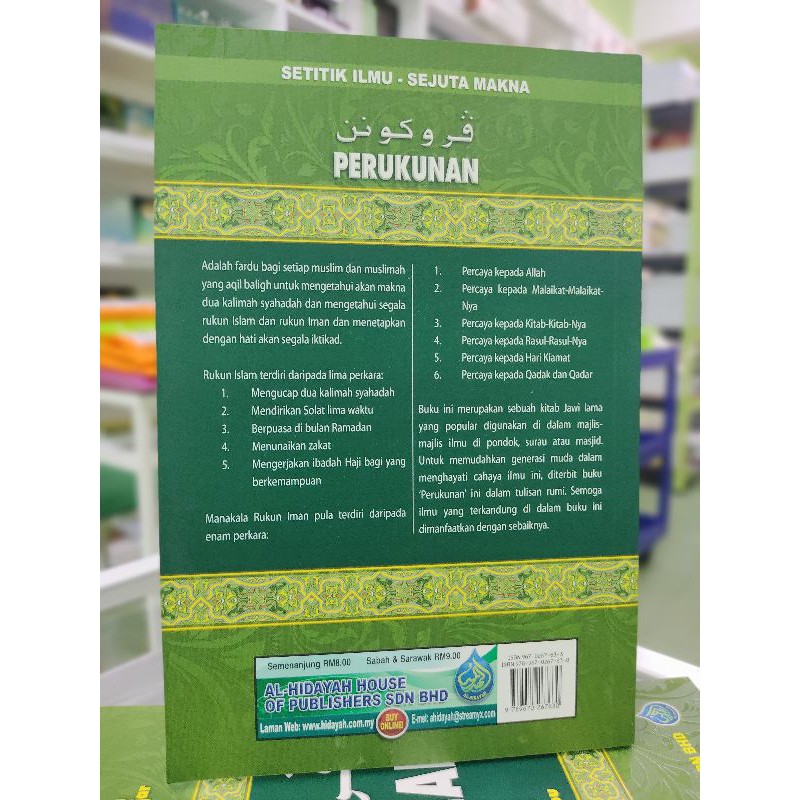 SETITIK ILMU - SEJUTA MAKNA
ڤروكونن
PERUKUNAN
Adalah fardu bagi setiap muslim dan muslimah
yang aqil baligh untuk mengetahui akan makna
dua kalimah syahadah dan mengetahui segala
rukun Islam dan rukun Iman dan menetapkan
dengan hati akan segala iktikad.
Rukun Islam terdiri daripada lima perkara:
1. Mengucap dua kalimah syahadah
2. Mendirikan Solat lima waktu
3. Berpuasa di bulan Ramadan
4. Menunaikan zakat
5. Mengerjakan ibadah Haji bagi yang
berkemampuan
Manakala Rukun Iman pula terdiri daripada
enam perkara:
1. Percaya kepada Allah
2. Percaya kepada Malaikat-Malaikat-
Nya
3. Percaya kepada Kitab-Kitab-Nya
4. Percaya kepada Rasul-Rasul-Nya
5. Percaya kepada Hari Kiamat
6. Percaya kepada Qadak dan Qadar
Buku ini merupakan sebuah kitab Jawi lama
yang popular digunakan di dalam majlis-
majlis ilmu di pondok, surau atau masjid.
Untuk memudahkan generasi muda dalam
menghayati cahaya ilmu ini, diterbit buku
'Perukunan' ini dalam tulisan rumi. Semoga
ilmu yang terkandung di dalam buku ini
dimanfaatkan dengan sebaiknya.
Semenanjung RM8.00 Sabah & Sarawak RM9.00
AL-HIDAYAH HOUSE
OF PUBLISHERS SDN BHD
Laman Web: www.hidayah.com.my
BUY
ONLINE!
E-mel: ahidayah@streamyx.com